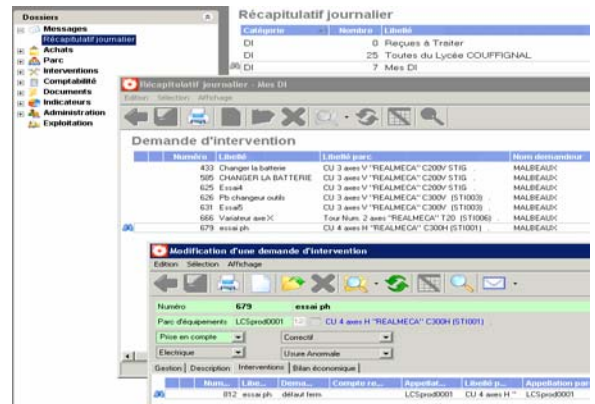 Dossiers
Messages
Récapitulatif journalier
Achats
Parc
Interventions
Comptabilité
Documents
Indicateurs
Administration
Exploitation
Récapitulatif journalier
Catégorie Nombre Libellé
DI 0 Reçues à Traiter
DI 25 Toutes du Lycée COUFFIGNAL
DI 7 Mes DI
Récapitulatif journalier - Mes DI
Edition Sélection Affichage
Demande d'intervention
Numéro Libellé Libellé parc Nom demandeur
433 Changer la batterie CU 3 axes V "REALMECA" C200V STIG . MALBEAUX
585 CHANGER LA BATTERIE CU 3 axes V "REALMECA" C200V STIG . MALBEAUX
625 Essai4 CU 3 axes V "REALMECA" C200V STIG . MALBEAUX
626 Pb changeur outils CU 3 axes V "REALMECA" C300V (STI003) . MALBEAUX
631 Essai5 CU 3 axes V "REALMECA" C300V (STI003) . MALBEAUX
666 Variateur axe X Tour Num. 2 axes "REALMECA" T20 (STI006) . MALBEAUX
679 essai ph CU 4 axes H "REALMECA" C300H (STI001) . MALBEAUX
Modification d'une demande d'intervention
Edition Sélection Affichage
Numéro 679 essai ph
Parc d'équipements LCSprod0001 CU 4 axes H "REALMECA" C300H (STI001) .
Prise en compte Correctif
Electrique Usure Anormale
Gestion Description Interventions Bilan économique
Num... Libe... Dema... Compte re... Appellat... Libellé p... Appellation par
812 essai ph défaut ferm LCSprod0001 CU 4 axes H " LCSprod0001